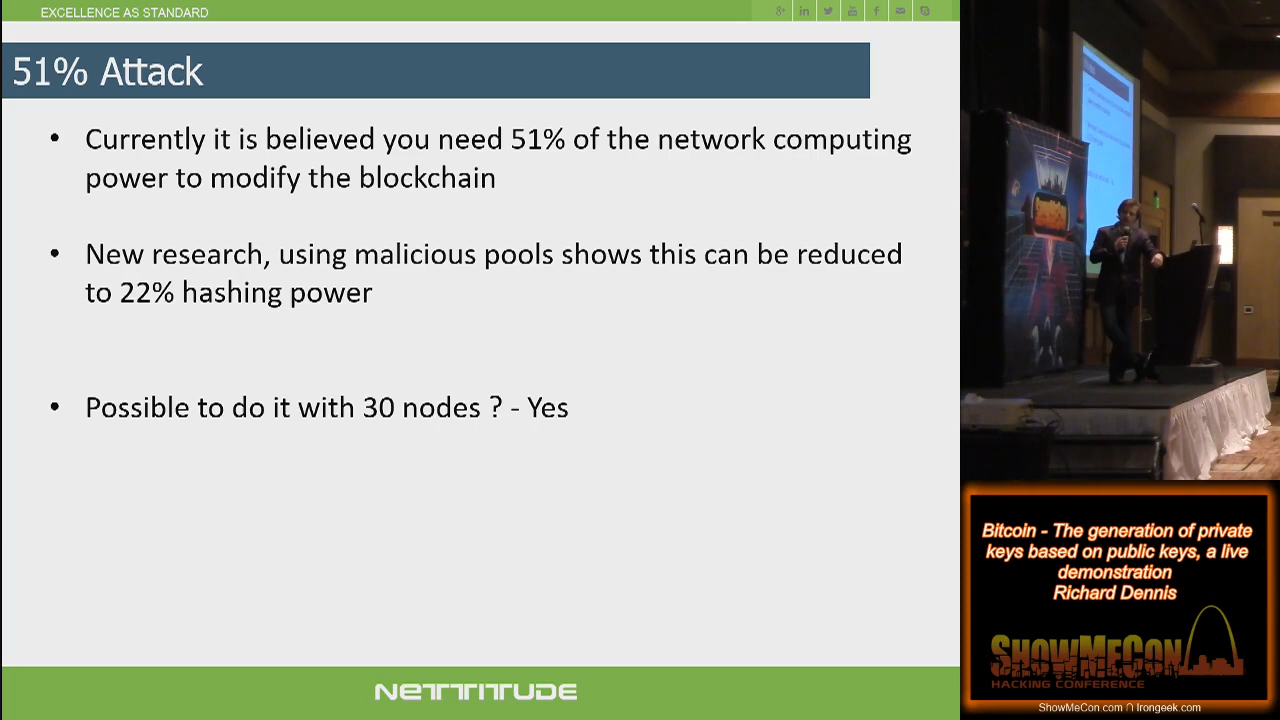 EXCELLENCE AS STANDARD
51% Attack
• Currently it is believed you need 51% of the network computing
power to modify the blockchain
• New research, using malicious pools shows this can be reduced
to 22% hashing power
• Possible to do it with 30 nodes ? - Yes
NETTITUDE
Bitcoin - The generation of private
keys based on public keys, a live
demonstration
Richard Dennis
SHOWMECON
HACKING CONFERENCE
ShowMeCon.com ∩ Irongeek.com